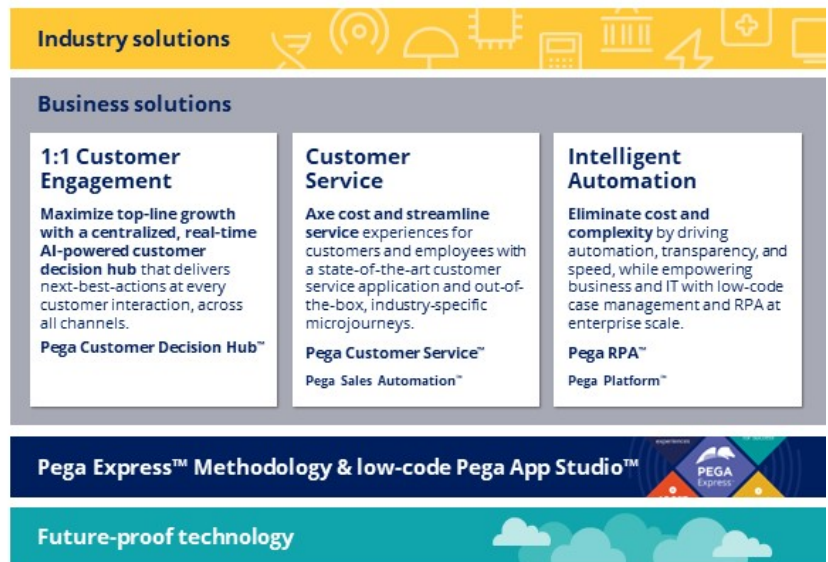 Industry solutions
Business solutions
1:1 Customer
Engagement
Maximize top-line growth
with a centralized, real-time
AI-powered customer
decision hub that delivers
next-best-actions at every
customer interaction, across
all channels.
Pega Customer Decision Hub™
Customer
Service
Axe cost and streamline
service experiences for
customers and employees with
a state-of-the-art customer
service application and out-of-
the-box, industry-specific
microjourneys.
Pega Customer Service™
Pega Sales Automation™
Intelligent
Automation
Eliminate cost and
complexity by driving
automation, transparency, and
speed, while empowering
business and IT with low-code
case management and RPA at
enterprise scale.
Pega RPA™
Pega Platform™
Pega Express™ Methodology & low-code Pega App Studio™
experiences
PEGA
Express™
Future-proof technology